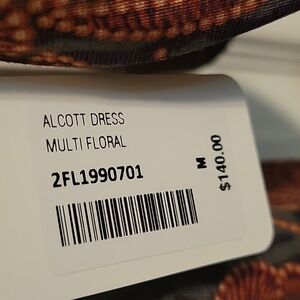 ALCOTT DRESS
MULTI FLORAL
2FL1990701
M
$140.00